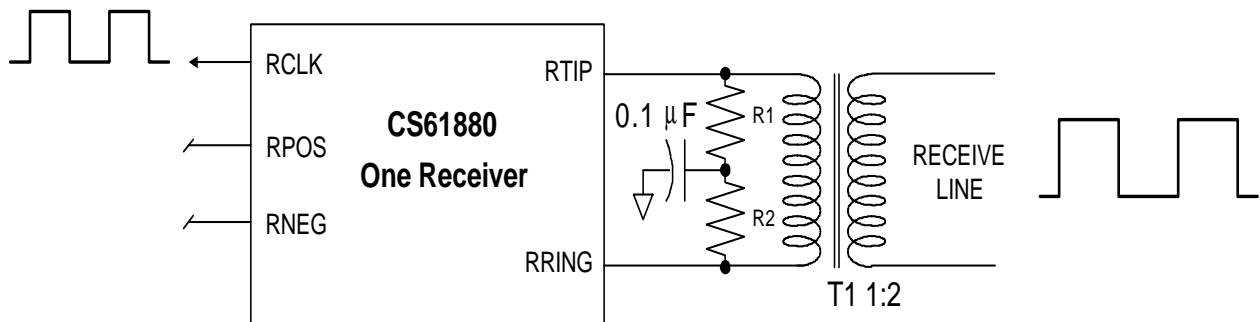 RCLK
RTIP
0.1 μF
R1
CS61880
One Receiver
RPOS
RECEIVE
LINE
RNEG
R2
RRING
T1 1:2